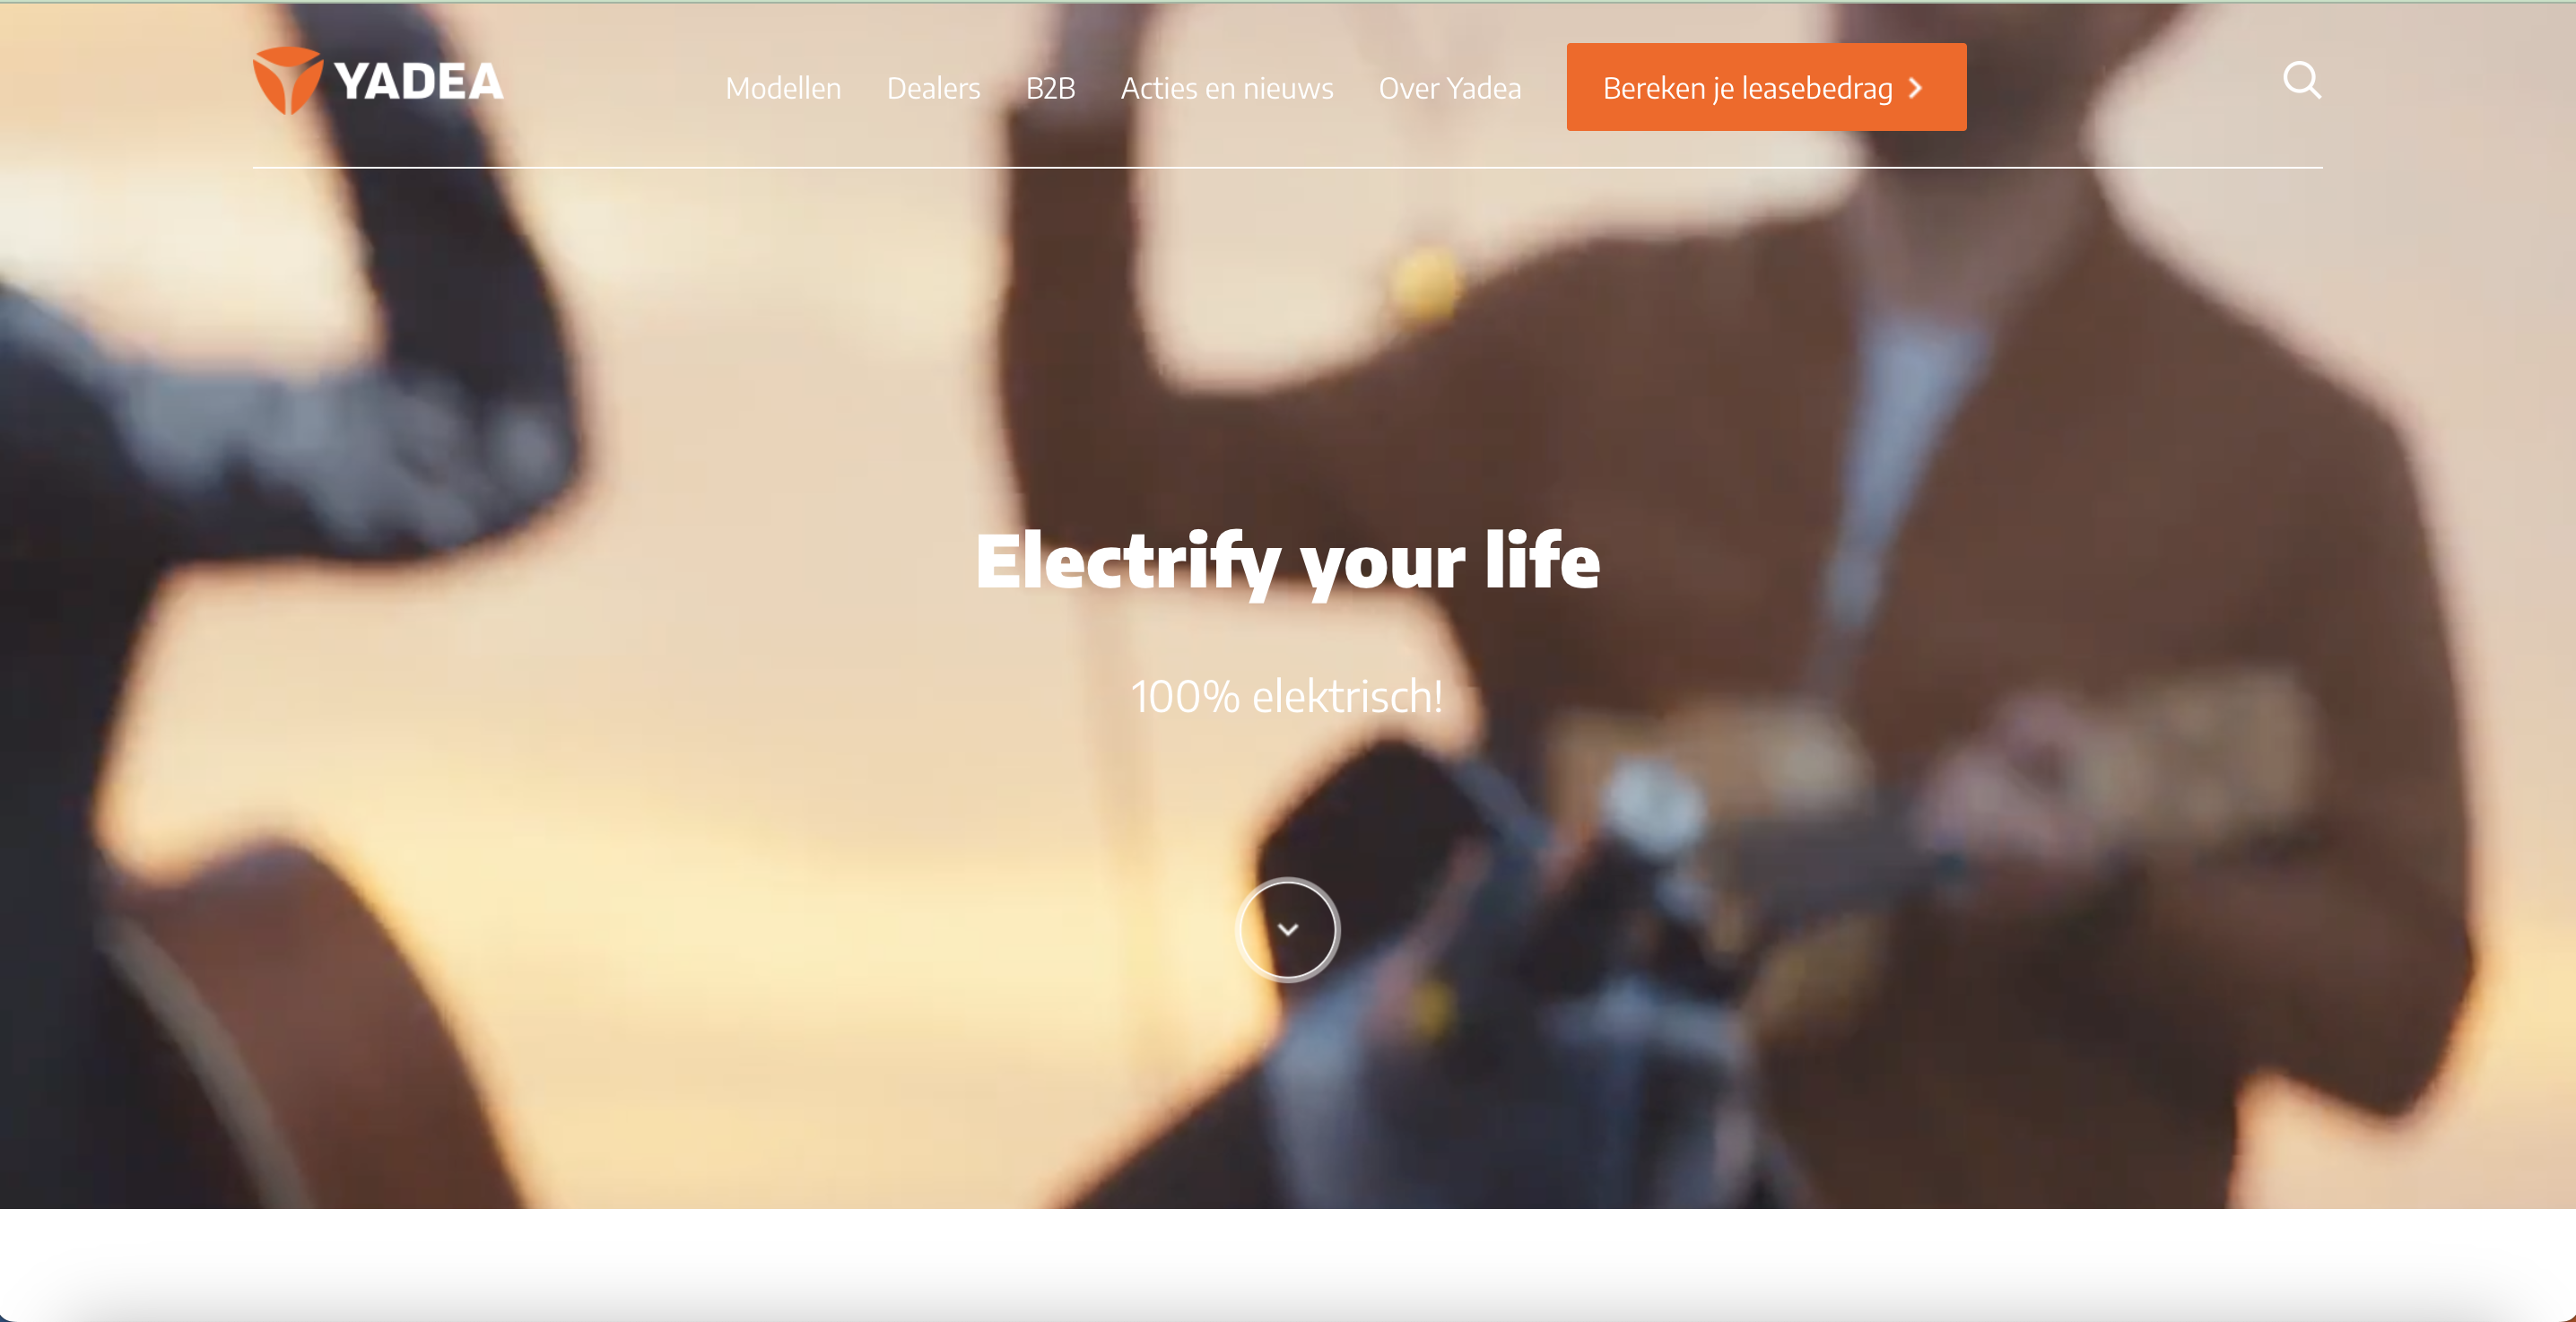 YADEA
Modellen Dealers B2B Acties en nieuws Over Yadea Bereken je leasebedrag
Electrify your life
100% elektrisch!